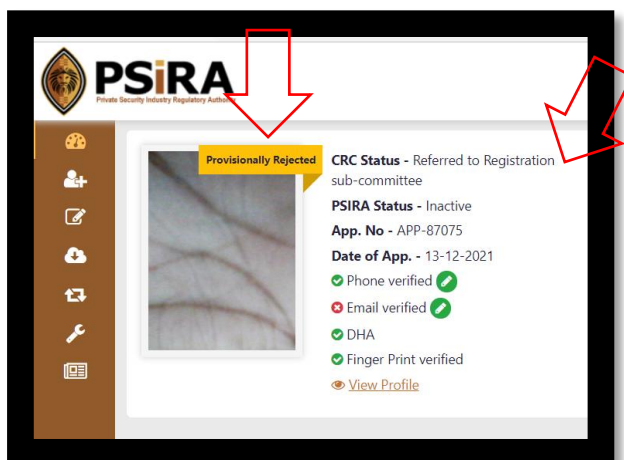 PSiRA
Private Security Industry Regulatory Authority
Provisionally Rejected
CRC Status - Referred to Registration
sub-committee
PSIRA Status - Inactive
App. No - APP-87075
Date of App. - 13-12-2021
Phone verified
Email verified
DHA
Finger Print verified
View Profile